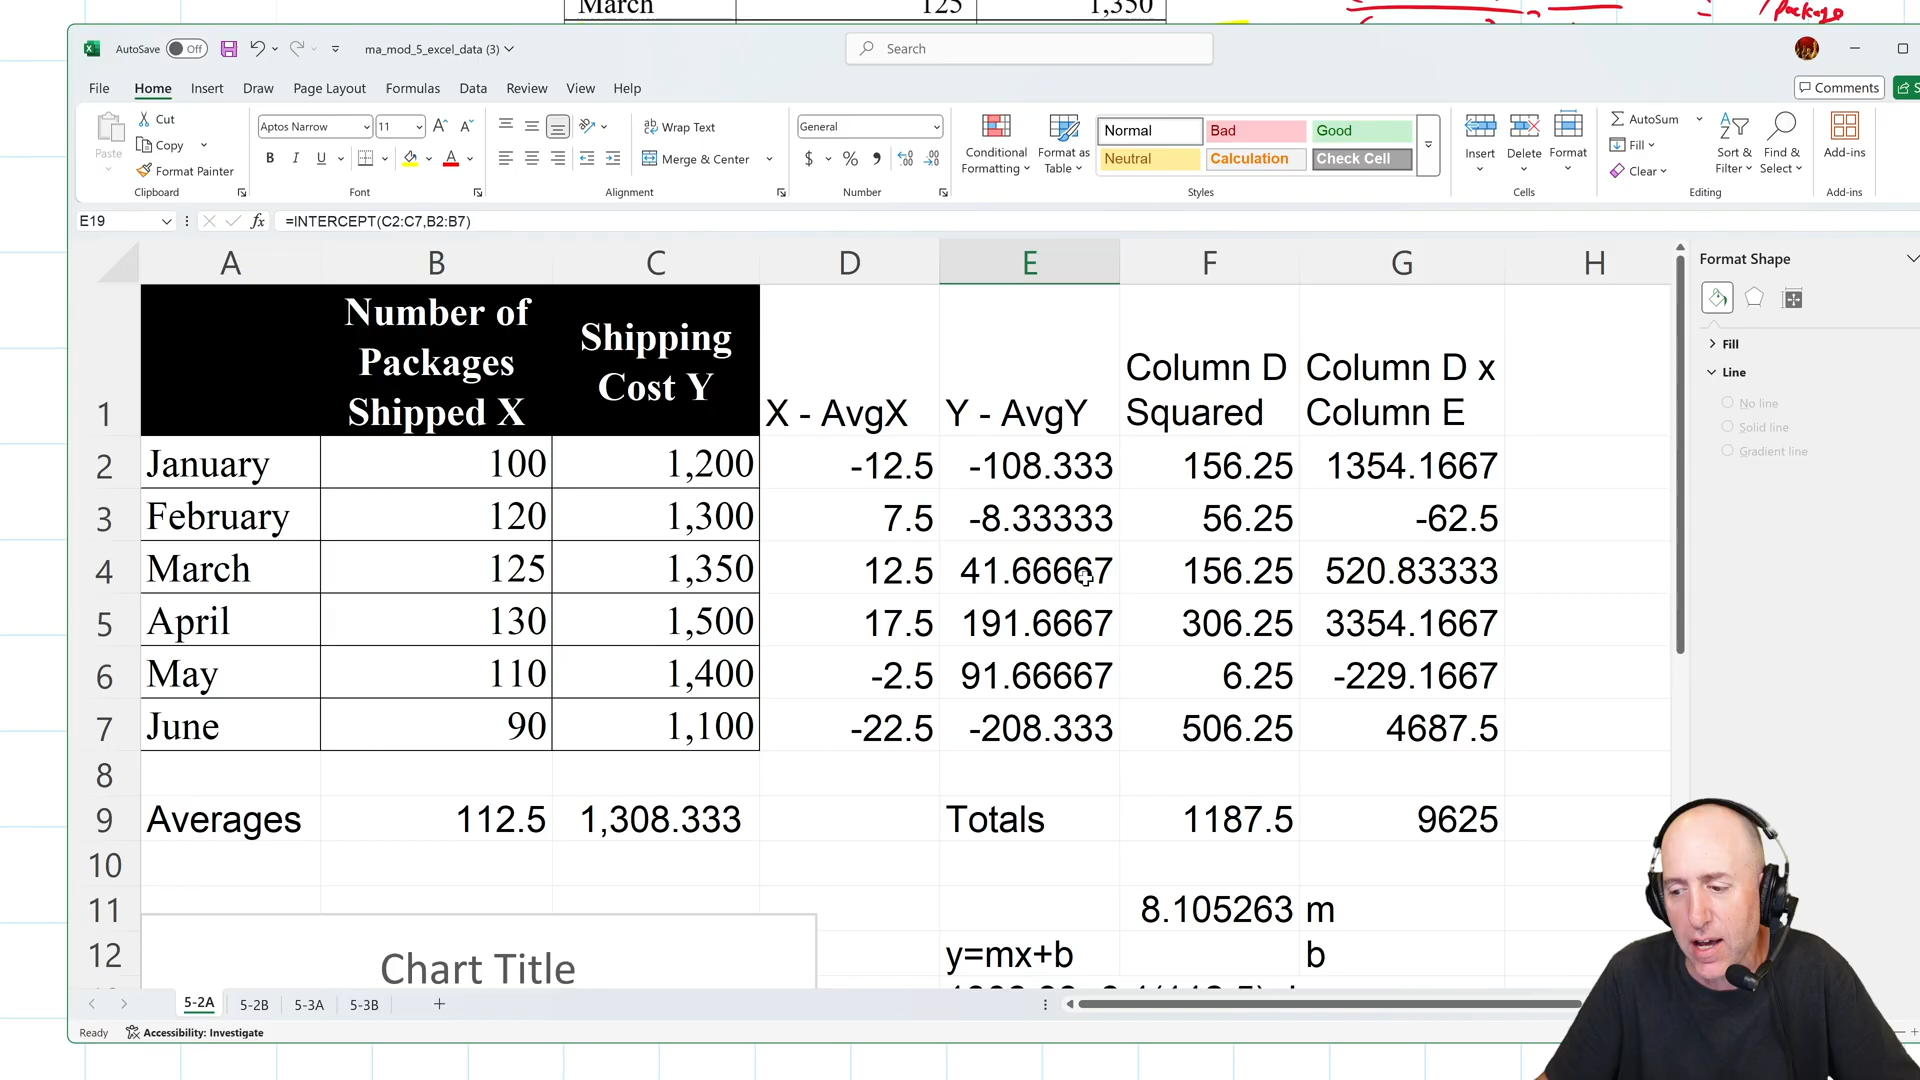 March 125 1,350
package
AutoSave Off ma_mod_5_excel_data (3) Search
File Home Insert Draw Page Layout Formulas Data Review View Help Comments
Paste Cut Copy Format Painter Clipboard
Aptos Narrow 11 A A B I U A Font
Wrap Text Merge & Center Alignment
General $ % , Number
Conditional Formatting Format as Table Normal Bad Good Neutral Calculation Check Cell Styles
Insert Delete Format Cells
AutoSum Fill Clear Sort & Filter Find & Select Editing
Add-ins Add-ins
E19 fx =INTERCEPT(C2:C7,B2:B7)
A B C D E F G H
1 Number of Packages Shipped X Shipping Cost Y X - AvgX Y - AvgY Column D Squared Column D x Column E
2 January 100 1,200 -12.5 -108.333 156.25 1354.1667
3 February 120 1,300 7.5 -8.33333 56.25 -62.5
4 March 125 1,350 12.5 41.66667 156.25 520.83333
5 April 130 1,500 17.5 191.6667 306.25 3354.1667
6 May 110 1,400 -2.5 91.66667 6.25 -229.1667
7 June 90 1,100 -22.5 -208.333 506.25 4687.5
8
9 Averages 112.5 1,308.333 Totals 1187.5 9625
10
11 8.105263 m
12 y=mx+b b
Chart Title
5-2A 5-2B 5-3A 5-3B +
Ready Accessibility: Investigate
Format Shape
Fill
Line
No line
Solid line
Gradient line